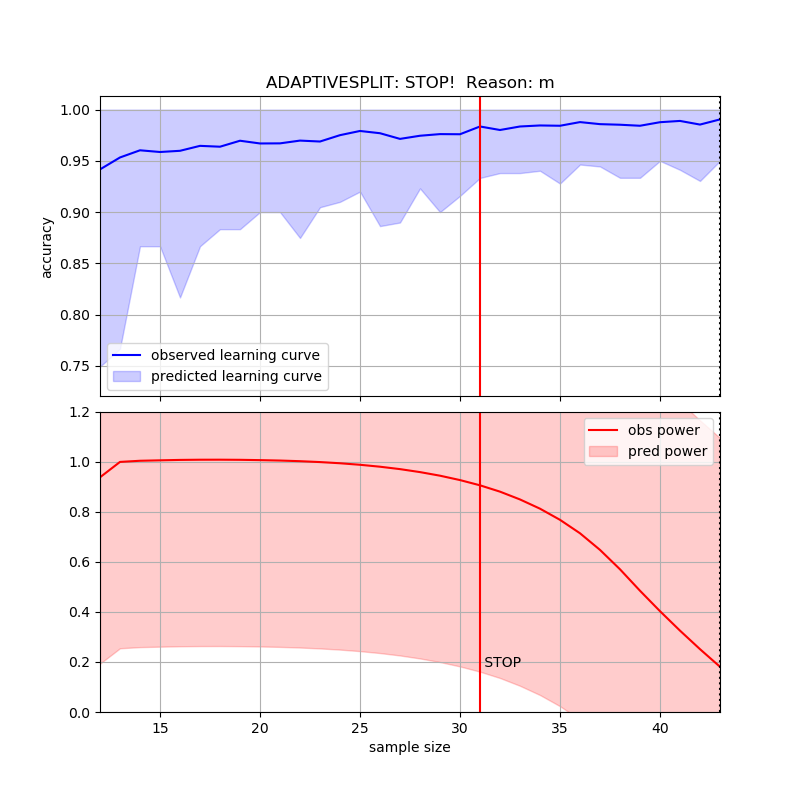 ADAPTIVESPLIT: STOP!  Reason: m
1.00
0.95
0.90
0.85
0.80
0.75
accuracy
observed learning curve
predicted learning curve
1.2
1.0
0.8
0.6
0.4
0.2
0.0
obs power
pred power
STOP
15 20 25 30 35 40
sample size